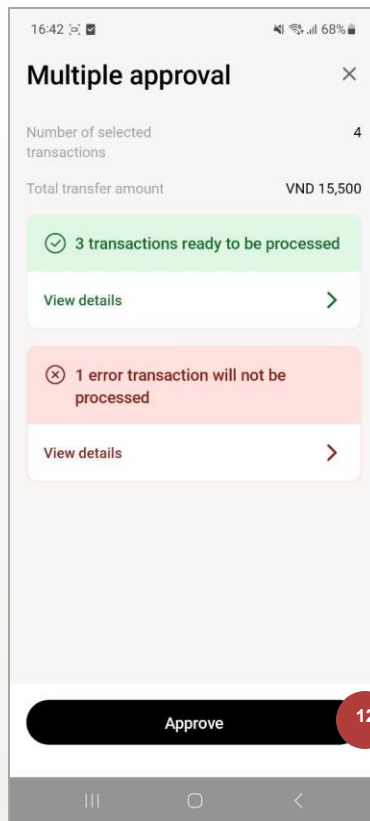 16:42 68%
Multiple approval
Number of selected 4
transactions
Total transfer amount VND 15,500
3 transactions ready to be processed
View details
1 error transaction will not be
processed
View details
Approve
12